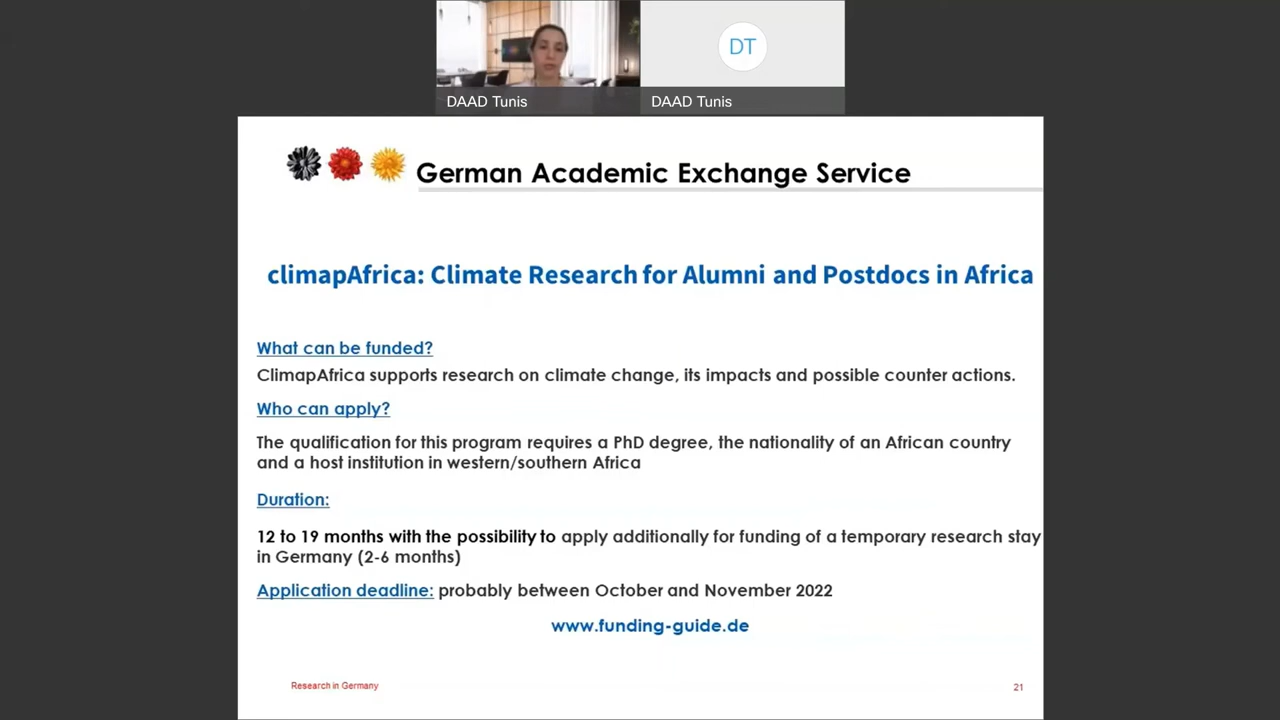 DT
DAAD Tunis
DAAD Tunis
German Academic Exchange Service
climapAfrica: Climate Research for Alumni and Postdocs in Africa
What can be funded?
ClimapAfrica supports research on climate change, its impacts and possible counter actions.
Who can apply?
The qualification for this program requires a PhD degree, the nationality of an African country
and a host institution in western/southern Africa
Duration:
12 to 19 months with the possibility to apply additionally for funding of a temporary research stay
in Germany (2-6 months)
Application deadline: probably between October and November 2022
www.funding-guide.de
Research in Germany
21